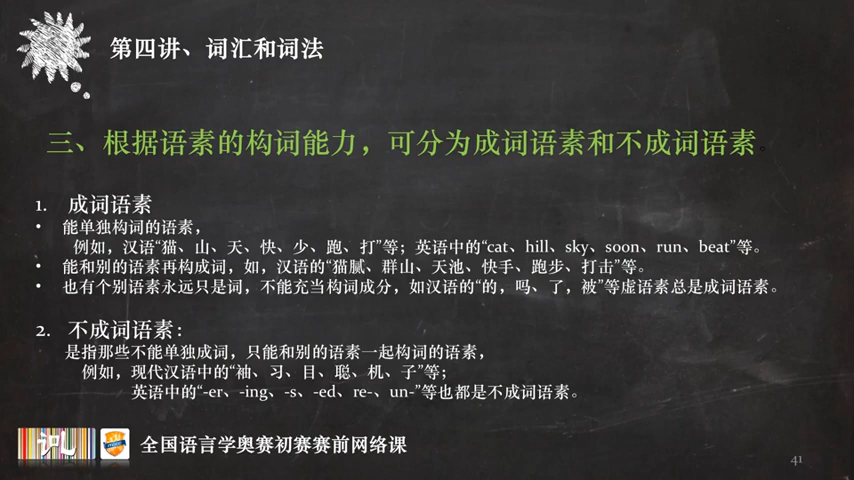 第四讲、词汇和词法
三、根据语素的构词能力，可分为成词语素和不成词语素。
1. 成词语素
• 能单独构词的语素，
例如，汉语“猫、山、天、快、少、跑、打”等；英语中的“cat、hill、sky、soon、run、beat”等。
• 能和别的语素再构成词，如，汉语的“猫腻、群山、天池、快手、跑步、打击”等。
• 也有个别语素永远只是词，不能充当构词成分，如汉语的“的，吗、了，被”等虚语素总是成词语素。
2. 不成词语素：
是指那些不能单独成词，只能和别的语素一起构词的语素，
例如，现代汉语中的“袖、习、目、聪、机、子”等；
英语中的“-er、-ing、-s、-ed、re-、un-”等也都是不成词语素。
全国语言学奥赛初赛赛前网络课
41